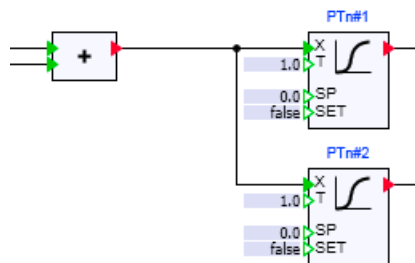 PTn#1
+
X
1.0 T
0.0 SP
false SET
PTn#2
X
1.0 T
0.0 SP
false SET